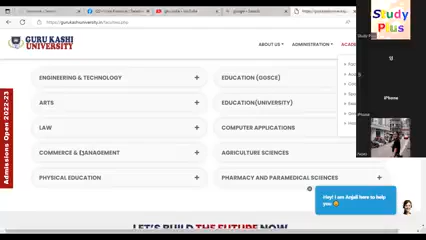 https://gurukashiuniversity.in/faculties.php
GURU KASHI
UNIVERSITY
ABOUT US
ADMINISTRATION
Admissions Open 2022-23
ENGINEERING & TECHNOLOGY
EDUCATION (GGSCE)
ARTS
EDUCATION(UNIVERSITY)
LAW
COMPUTER APPLICATIONS
COMMERCE & MANAGEMENT
AGRICULTURE SCIENCES
PHYSICAL EDUCATION
PHARMACY AND PARAMEDICAL SCIENCES
Hey! I am Anjali here to help
you
LET'S BUILD THE FUTURE NOW
Study
Plus
iPhone
iPhone